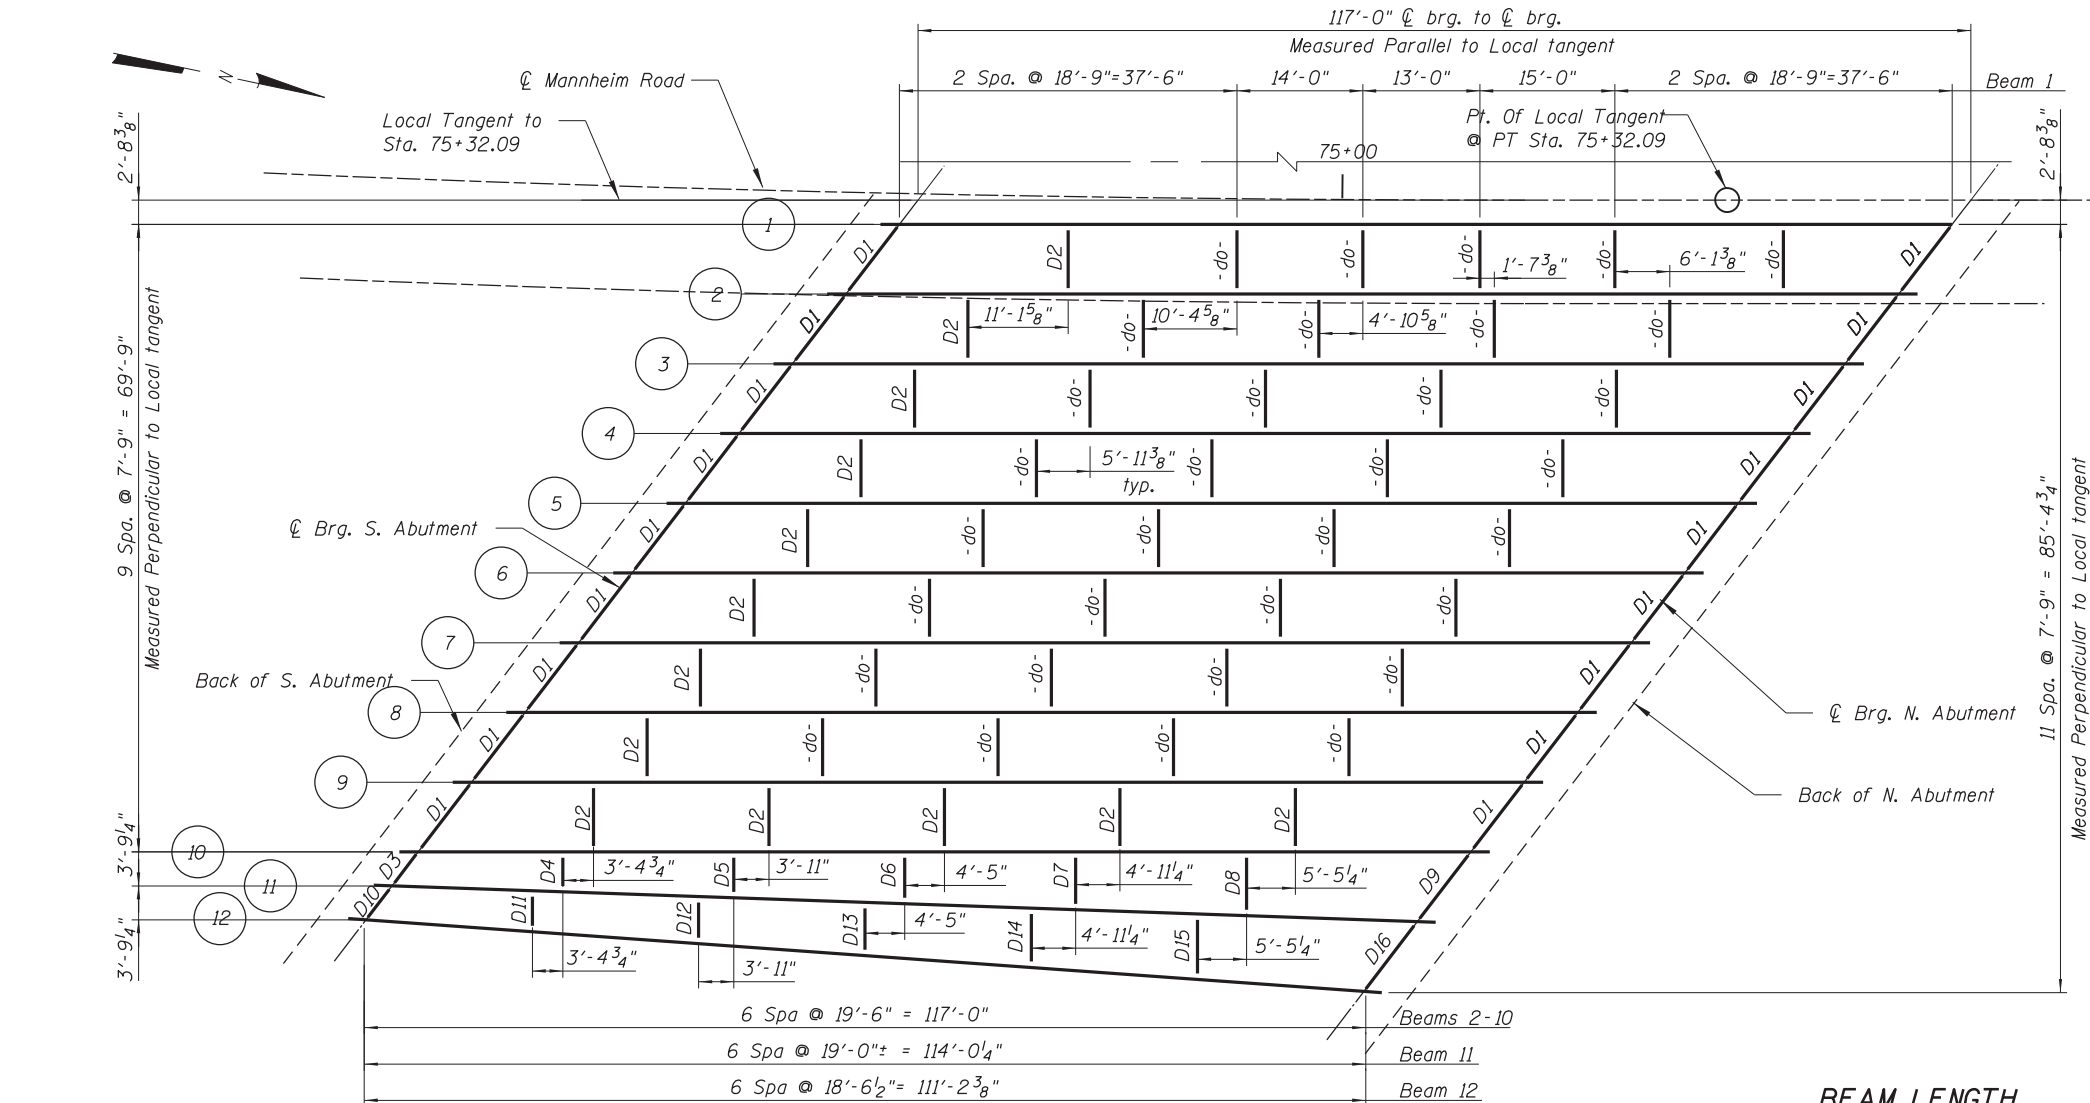 117'-0" ℄ brg. to ℄ brg.
Measured Parallel to Local tangent
2 Spa. @ 18'-9"=37'-6"
14'-0"
13'-0"
15'-0"
2 Spa. @ 18'-9"=37'-6"
Beam 1
N
℄ Mannheim Road
Local Tangent to
Sta. 75+32.09
Pt. Of Local Tangent
@ PT Sta. 75+32.09
75+00
2'-8 3/8"
2'-8 3/8"
1
D1
D2
-do-
-do-
-do-
1'-7 3/8"
-do-
6'-1 3/8"
-do-
D1
2
D1
D2
11'-1 5/8"
-do-
10'-4 5/8"
-do-
4'-10 5/8"
-do-
-do-
D1
3
D1
D2
-do-
-do-
-do-
-do-
D1
4
D1
D2
-do-
5'-11 3/8"
typ.
-do-
-do-
-do-
D1
5
D1
D2
-do-
-do-
-do-
-do-
D1
℄ Brg. S. Abutment
6
D1
D2
-do-
-do-
-do-
-do-
D1
7
D1
D2
-do-
-do-
-do-
-do-
D1
Back of S. Abutment
8
D1
D2
-do-
-do-
-do-
-do-
D1
℄ Brg. N. Abutment
9
D1
D2
D2
D2
D2
D2
D1
Back of N. Abutment
9 Spa. @ 7'-9" = 69'-9"
Measured Perpendicular to Local tangent
11 Spa. @ 7'-9" = 85'-4 3/4"
Measured Perpendicular to Local tangent
3'-9 1/4"
10
D3
D4
3'-4 3/4"
D5
3'-11"
D6
4'-5"
D7
4'-11 1/4"
D8
5'-5 1/4"
D9
3'-9 1/4"
11
12
D10
D11
3'-4 3/4"
D12
3'-11"
D13
4'-5"
D14
4'-11 1/4"
D15
5'-5 1/4"
D16
6 Spa @ 19'-6" = 117'-0"
Beams 2-10
6 Spa @ 19'-0"± = 114'-0 1/4"
Beam 11
6 Spa @ 18'-6 1/2"= 111'-2 3/8"
Beam 12
BEAM LENGTH